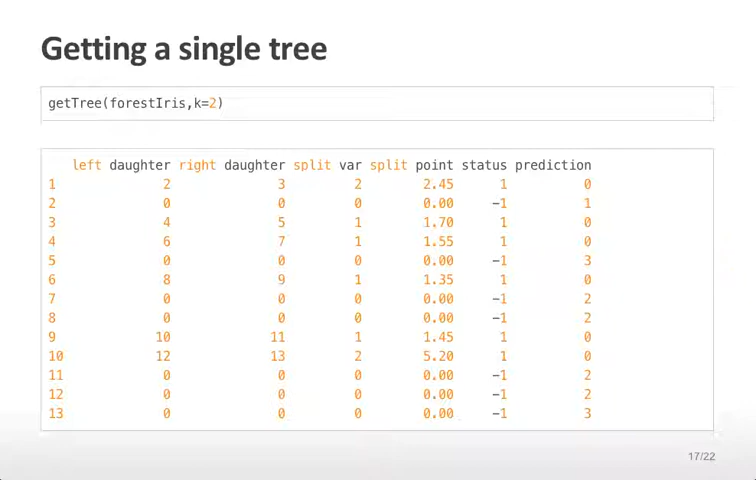 Getting a single tree
getTree(forestIris,k=2)
left daughter right daughter split var split point status prediction
1 2 3 2 2.45 1 0
2 0 0 0 0.00 -1 1
3 4 5 1 1.70 1 0
4 6 7 1 1.55 1 0
5 0 0 0 0.00 -1 3
6 8 9 1 1.35 1 0
7 0 0 0 0.00 -1 2
8 0 0 0 0.00 -1 2
9 10 11 1 1.45 1 0
10 12 13 2 5.20 1 0
11 0 0 0 0.00 -1 2
12 0 0 0 0.00 -1 2
13 0 0 0 0.00 -1 3
17/22